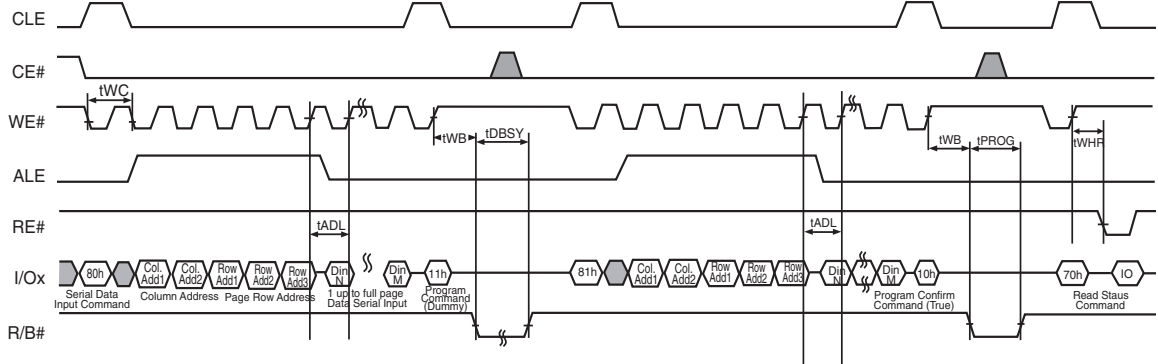 CLE
CE#
tWC
WE#
tWB tDBSY tWB tPROG tWHR
ALE
RE#
tADL tADL
I/Ox 80h Col. Add1 Col. Add2 Row Add1 Row Add2 Row Add3 Din N Din M 11h 81h Col. Add1 Col. Add2 Row Add1 Row Add2 Row Add3 Din N Din M 10h 70h IO
Serial Data Input Command
Column Address
Page Row Address
1 up to full page Data Serial Input
Program Command (Dummy)
Program Confirm Command (True)
Read Staus Command
R/B#